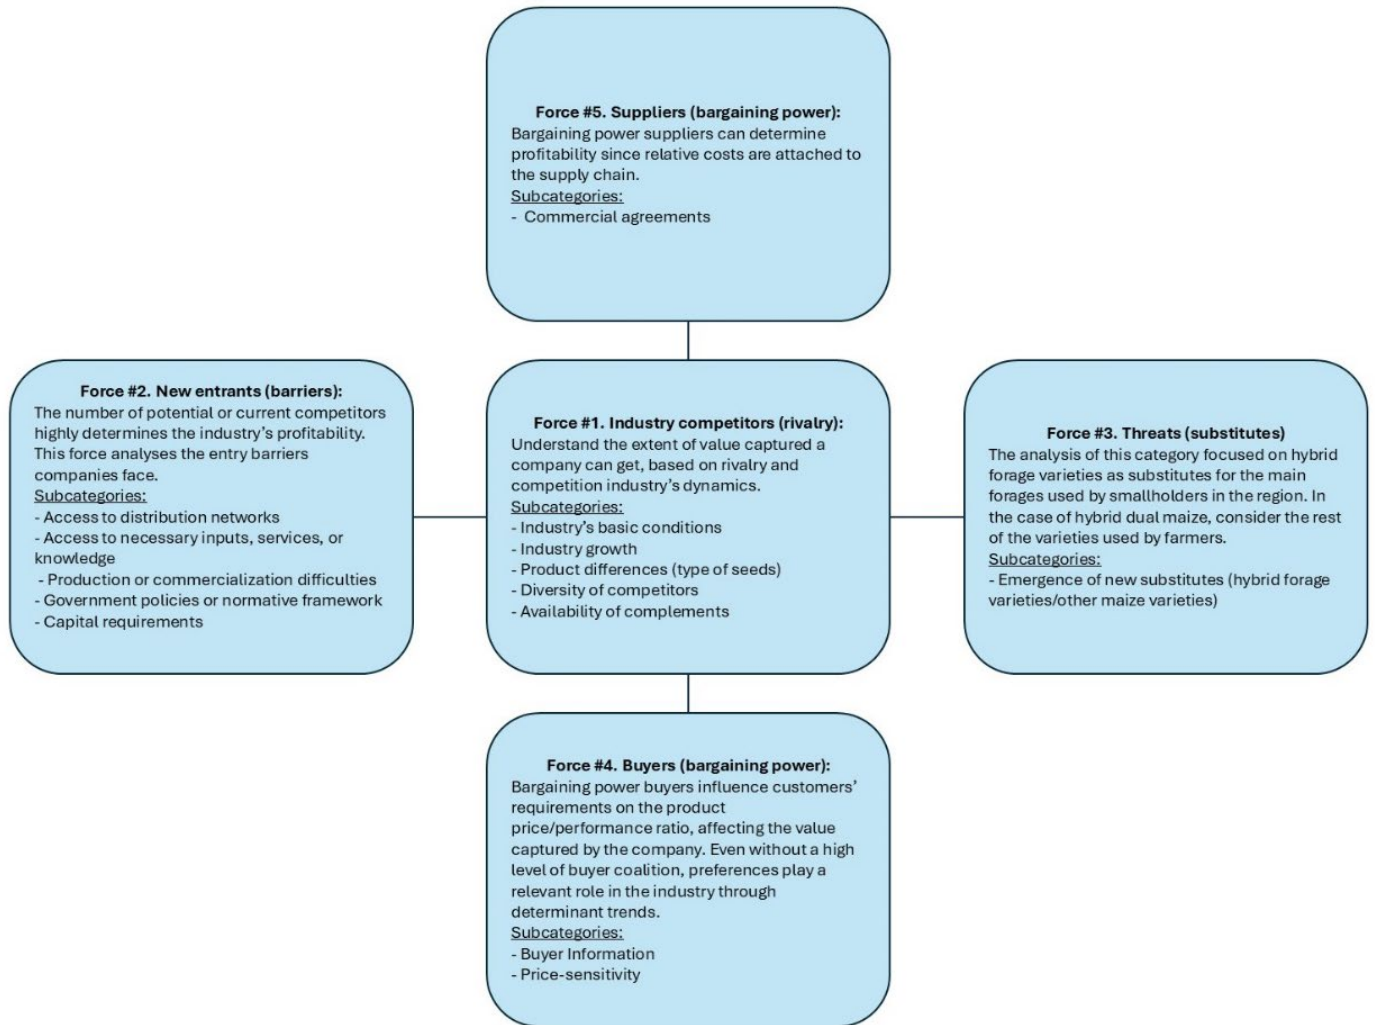 Force #5. Suppliers (bargaining power):
Bargaining power suppliers can determine
profitability since relative costs are attached to
the supply chain.
Subcategories:
- Commercial agreements
Force #2. New entrants (barriers):
The number of potential or current competitors
highly determines the industry's profitability.
This force analyses the entry barriers
companies face.
Subcategories:
- Access to distribution networks
- Access to necessary inputs, services, or
knowledge
- Production or commercialization difficulties
- Government policies or normative framework
- Capital requirements
Force #1. Industry competitors (rivalry):
Understand the extent of value captured a
company can get, based on rivalry and
competition industry's dynamics.
Subcategories:
- Industry's basic conditions
- Industry growth
- Product differences (type of seeds)
- Diversity of competitors
- Availability of complements
Force #3. Threats (substitutes)
The analysis of this category focused on hybrid
forage varieties as substitutes for the main
forages used by smallholders in the region. In
the case of hybrid dual maize, consider the rest
of the varieties used by farmers.
Subcategories:
- Emergence of new substitutes (hybrid forage
varieties/other maize varieties)
Force #4. Buyers (bargaining power):
Bargaining power buyers influence customers'
requirements on the product
price/performance ratio, affecting the value
captured by the company. Even without a high
level of buyer coalition, preferences play a
relevant role in the industry through
determinant trends.
Subcategories:
- Buyer Information
- Price-sensitivity